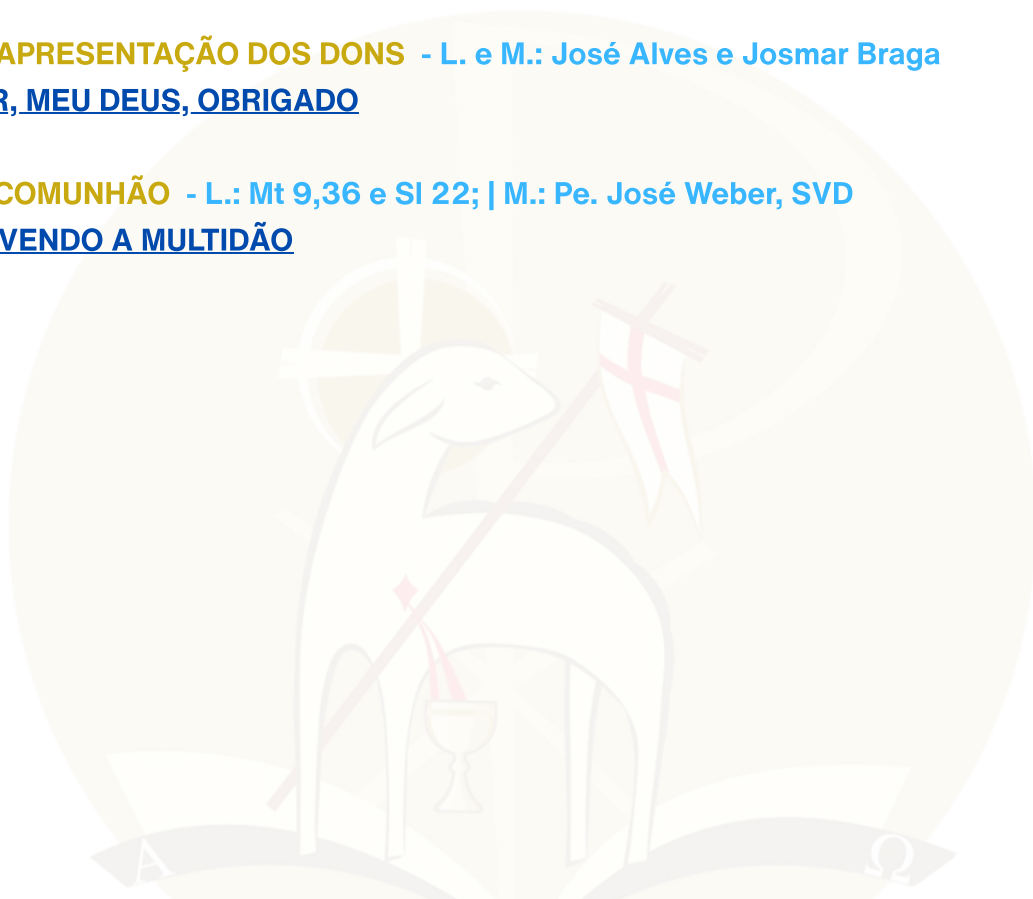 APRESENTAÇÃO DOS DONS - L. e M.: José Alves e Josmar Braga
R, MEU DEUS, OBRIGADO
COMUNHÃO - L.: Mt 9,36 e Sl 22; | M.: Pe. José Weber, SVD
VENDO A MULTIDÃO
Α Ω